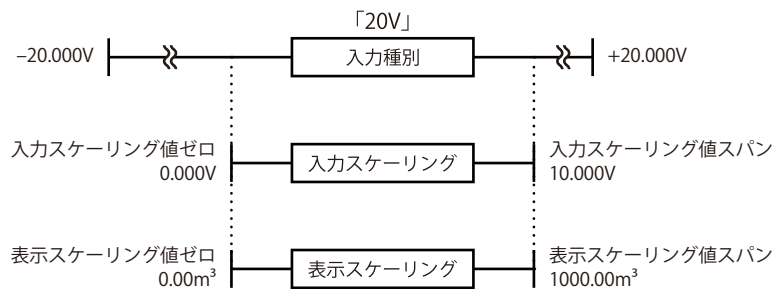 「20V」
−20.000V
入力種別
+20.000V
入力スケーリング値ゼロ
0.000V
入力スケーリング
入力スケーリング値スパン
10.000V
表示スケーリング値ゼロ
0.00m³
表示スケーリング
表示スケーリング値スパン
1000.00m³